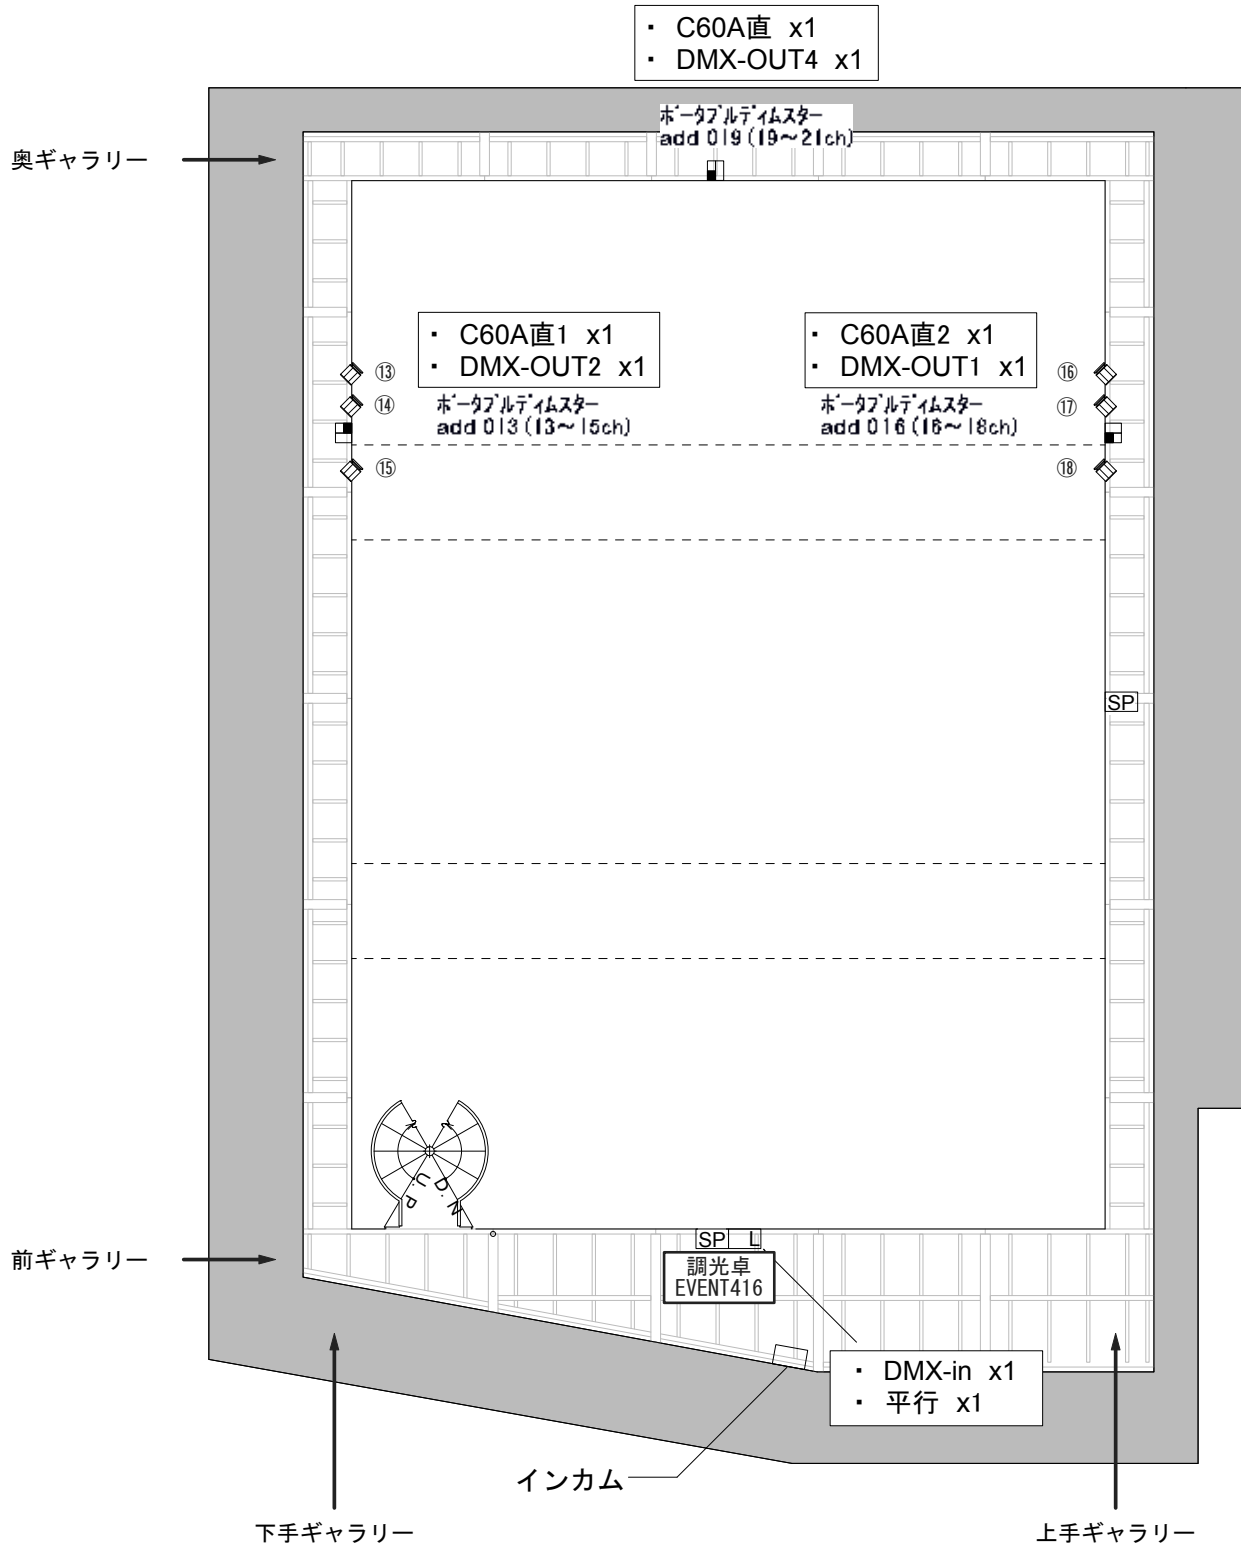 ・ C60A直 x1
・ DMX-OUT4 x1
ポータブルディムスター
add 019 (19～21ch)
奥ギャラリー
・ C60A直1 x1
・ DMX-OUT2 x1
ポータブルディムスター
add 013 (13～15ch)
・ C60A直2 x1
・ DMX-OUT1 x1
ポータブルディムスター
add 016 (16～18ch)
⑬
⑭
⑮
⑯
⑰
⑱
SP
U.P
D.N
前ギャラリー
SP L
調光卓
EVENT416
・ DMX-in x1
・ 平行 x1
インカム
下手ギャラリー
上手ギャラリー